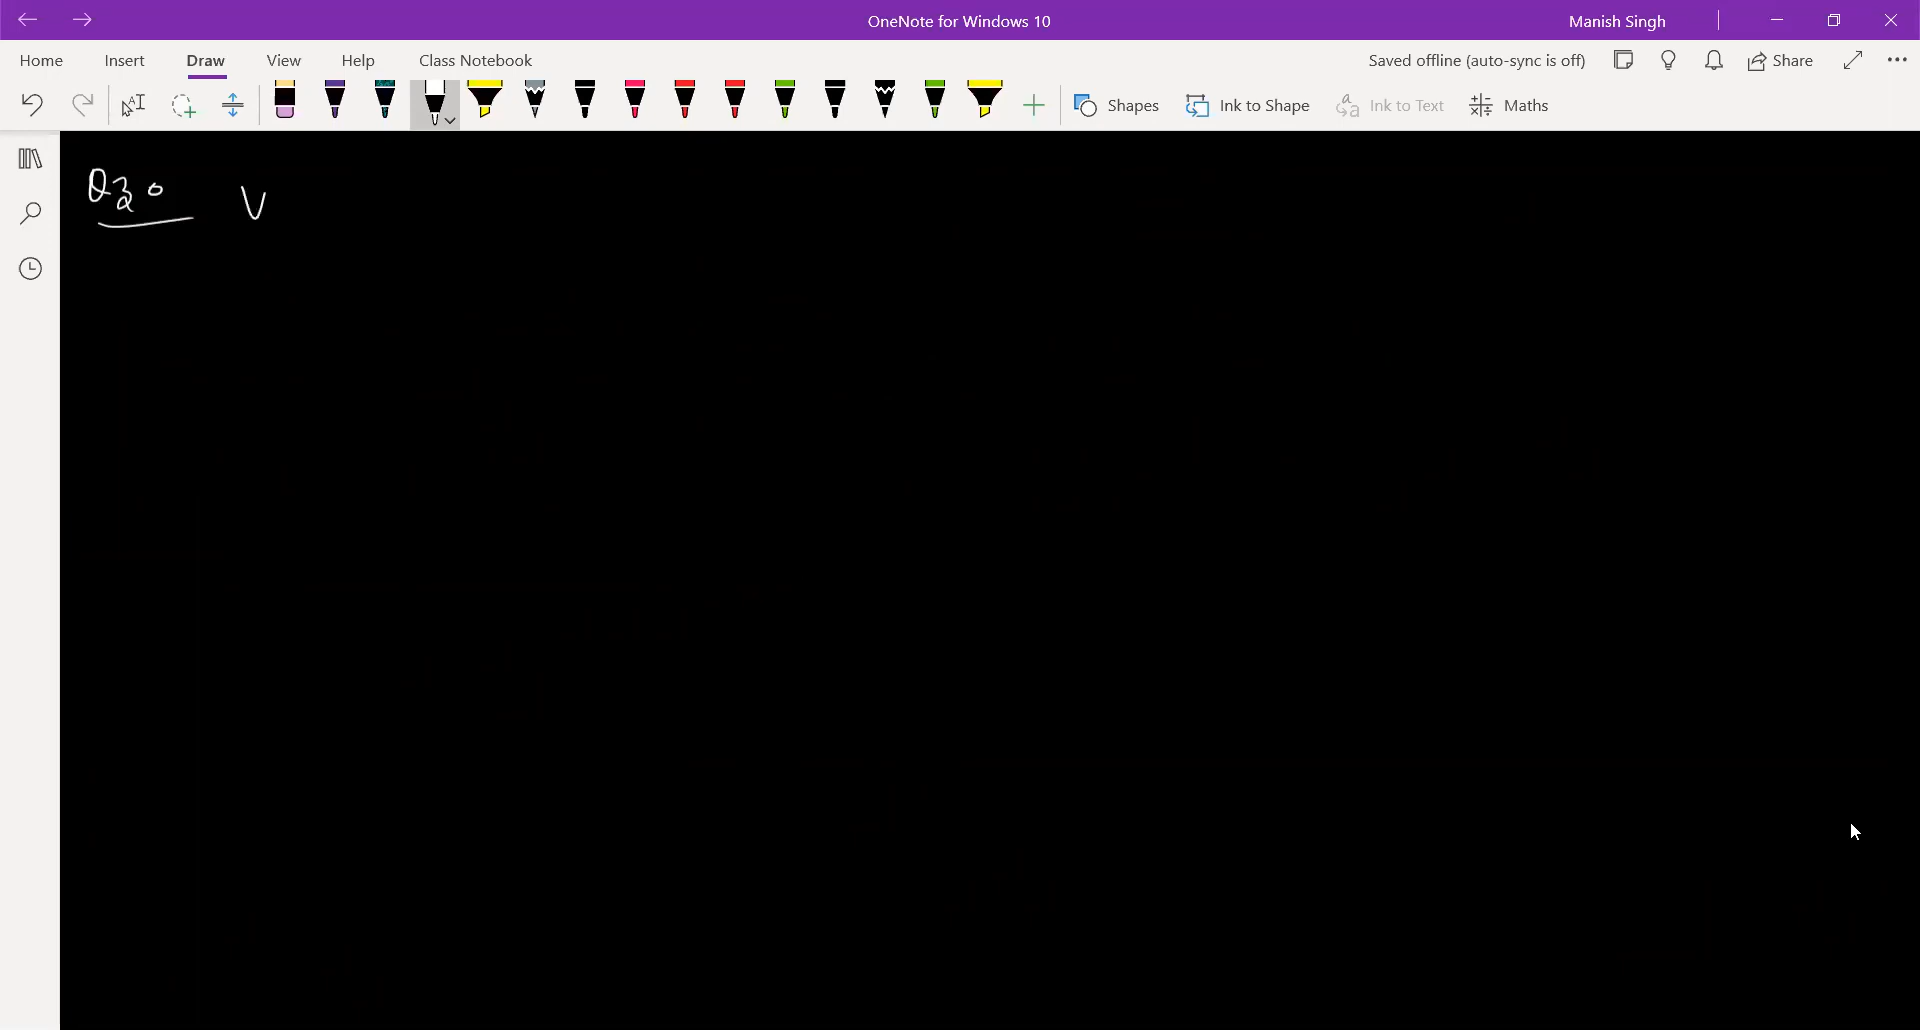 OneNote for Windows 10
Manish Singh
Home Insert Draw View Help Class Notebook
Saved offline (auto-sync is off) Share
Shapes Ink to Shape Ink to Text Maths
V